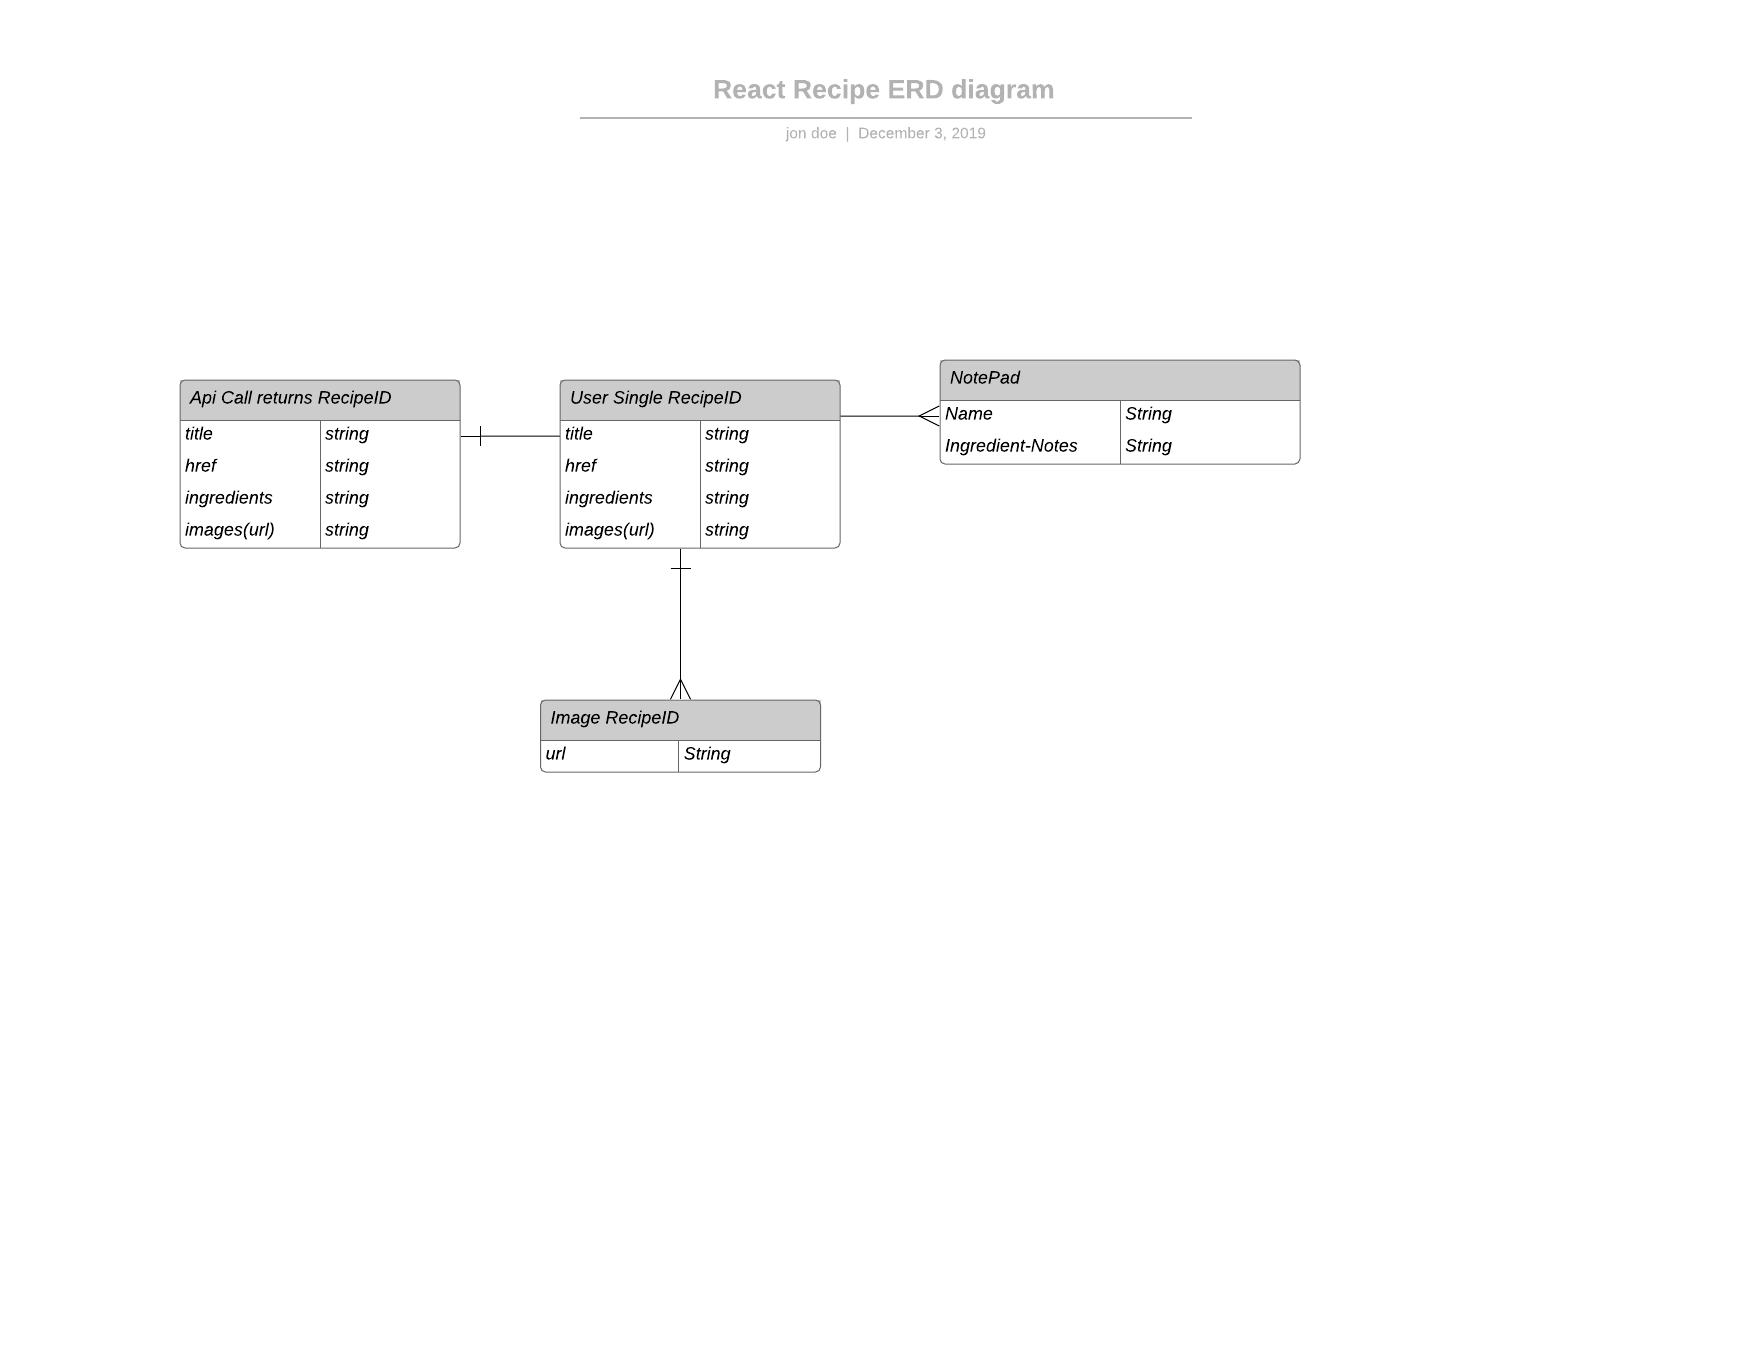 React Recipe ERD diagram
jon doe | December 3, 2019
Api Call returns RecipeID
title string
href string
ingredients string
images(url) string
User Single RecipeID
title string
href string
ingredients string
images(url) string
NotePad
Name String
Ingredient-Notes String
Image RecipeID
url String